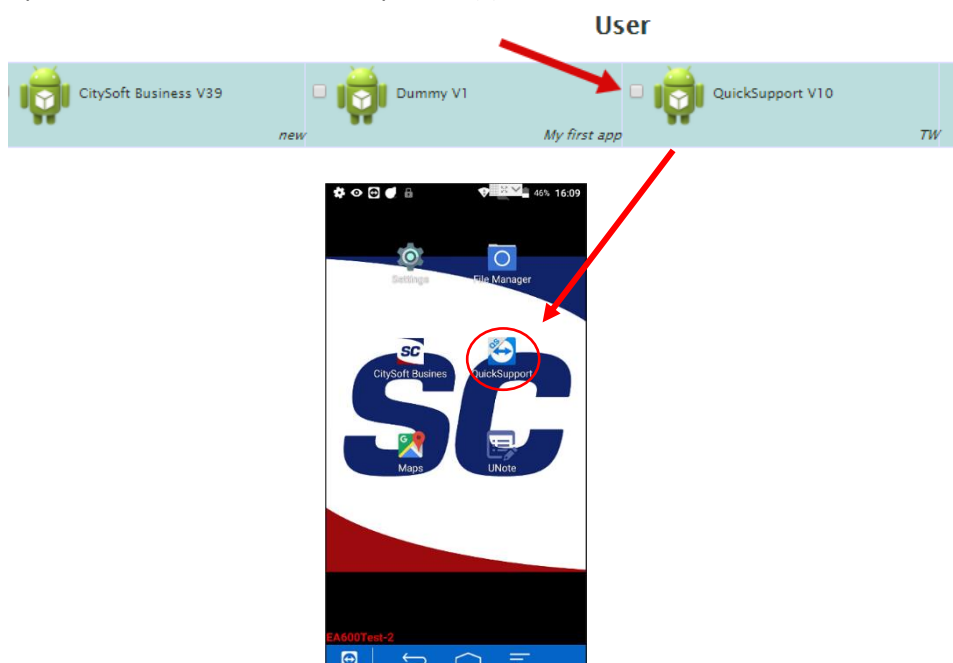 User
CitySoft Business V39
new
Dummy V1
My first app
QuickSupport V10
TW
46% 16:09
Settings
File Manager
SC
CitySoft Busines
QS
QuickSupport
SC
Maps
UNote
EA600Test-2